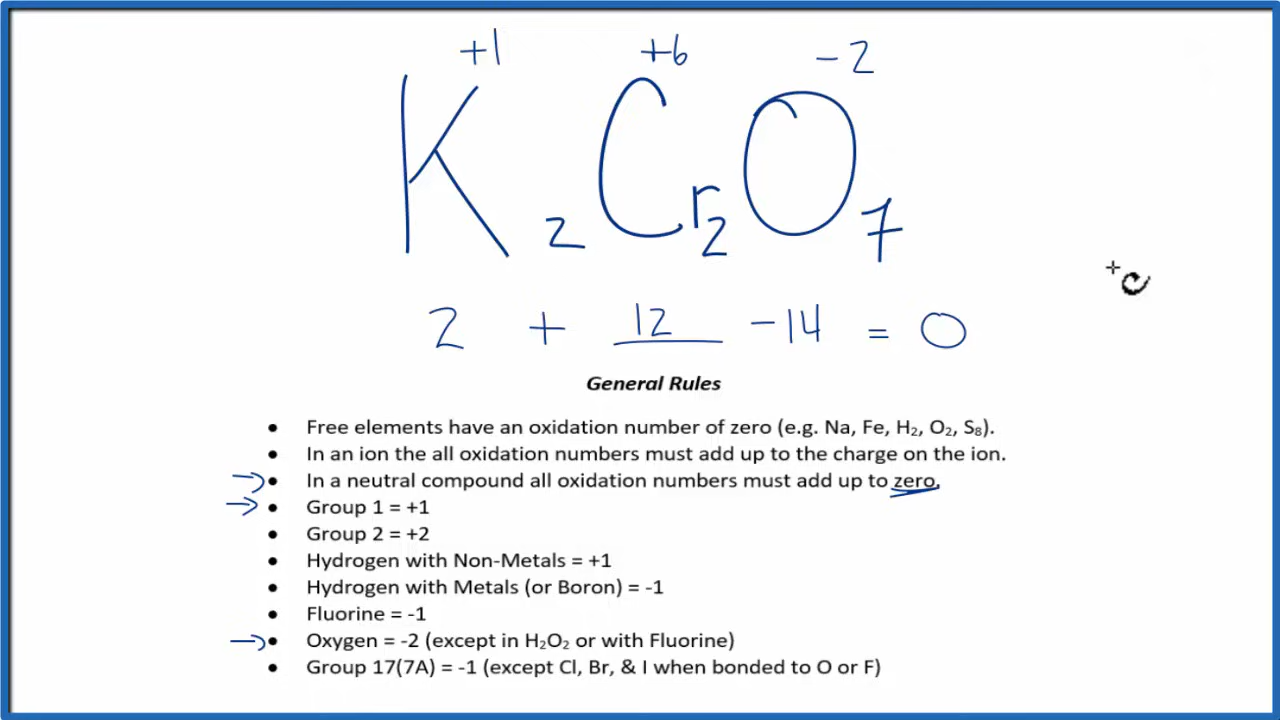 +1 +6 -2
K₂Cr₂O₇
2 + 12 -14 = 0
General Rules
• Free elements have an oxidation number of zero (e.g. Na, Fe, H₂, O₂, S₈).
• In an ion the all oxidation numbers must add up to the charge on the ion.
→ • In a neutral compound all oxidation numbers must add up to zero.
→ • Group 1 = +1
• Group 2 = +2
• Hydrogen with Non-Metals = +1
• Hydrogen with Metals (or Boron) = -1
• Fluorine = -1
→ • Oxygen = -2 (except in H₂O₂ or with Fluorine)
• Group 17(7A) = -1 (except Cl, Br, & I when bonded to O or F)